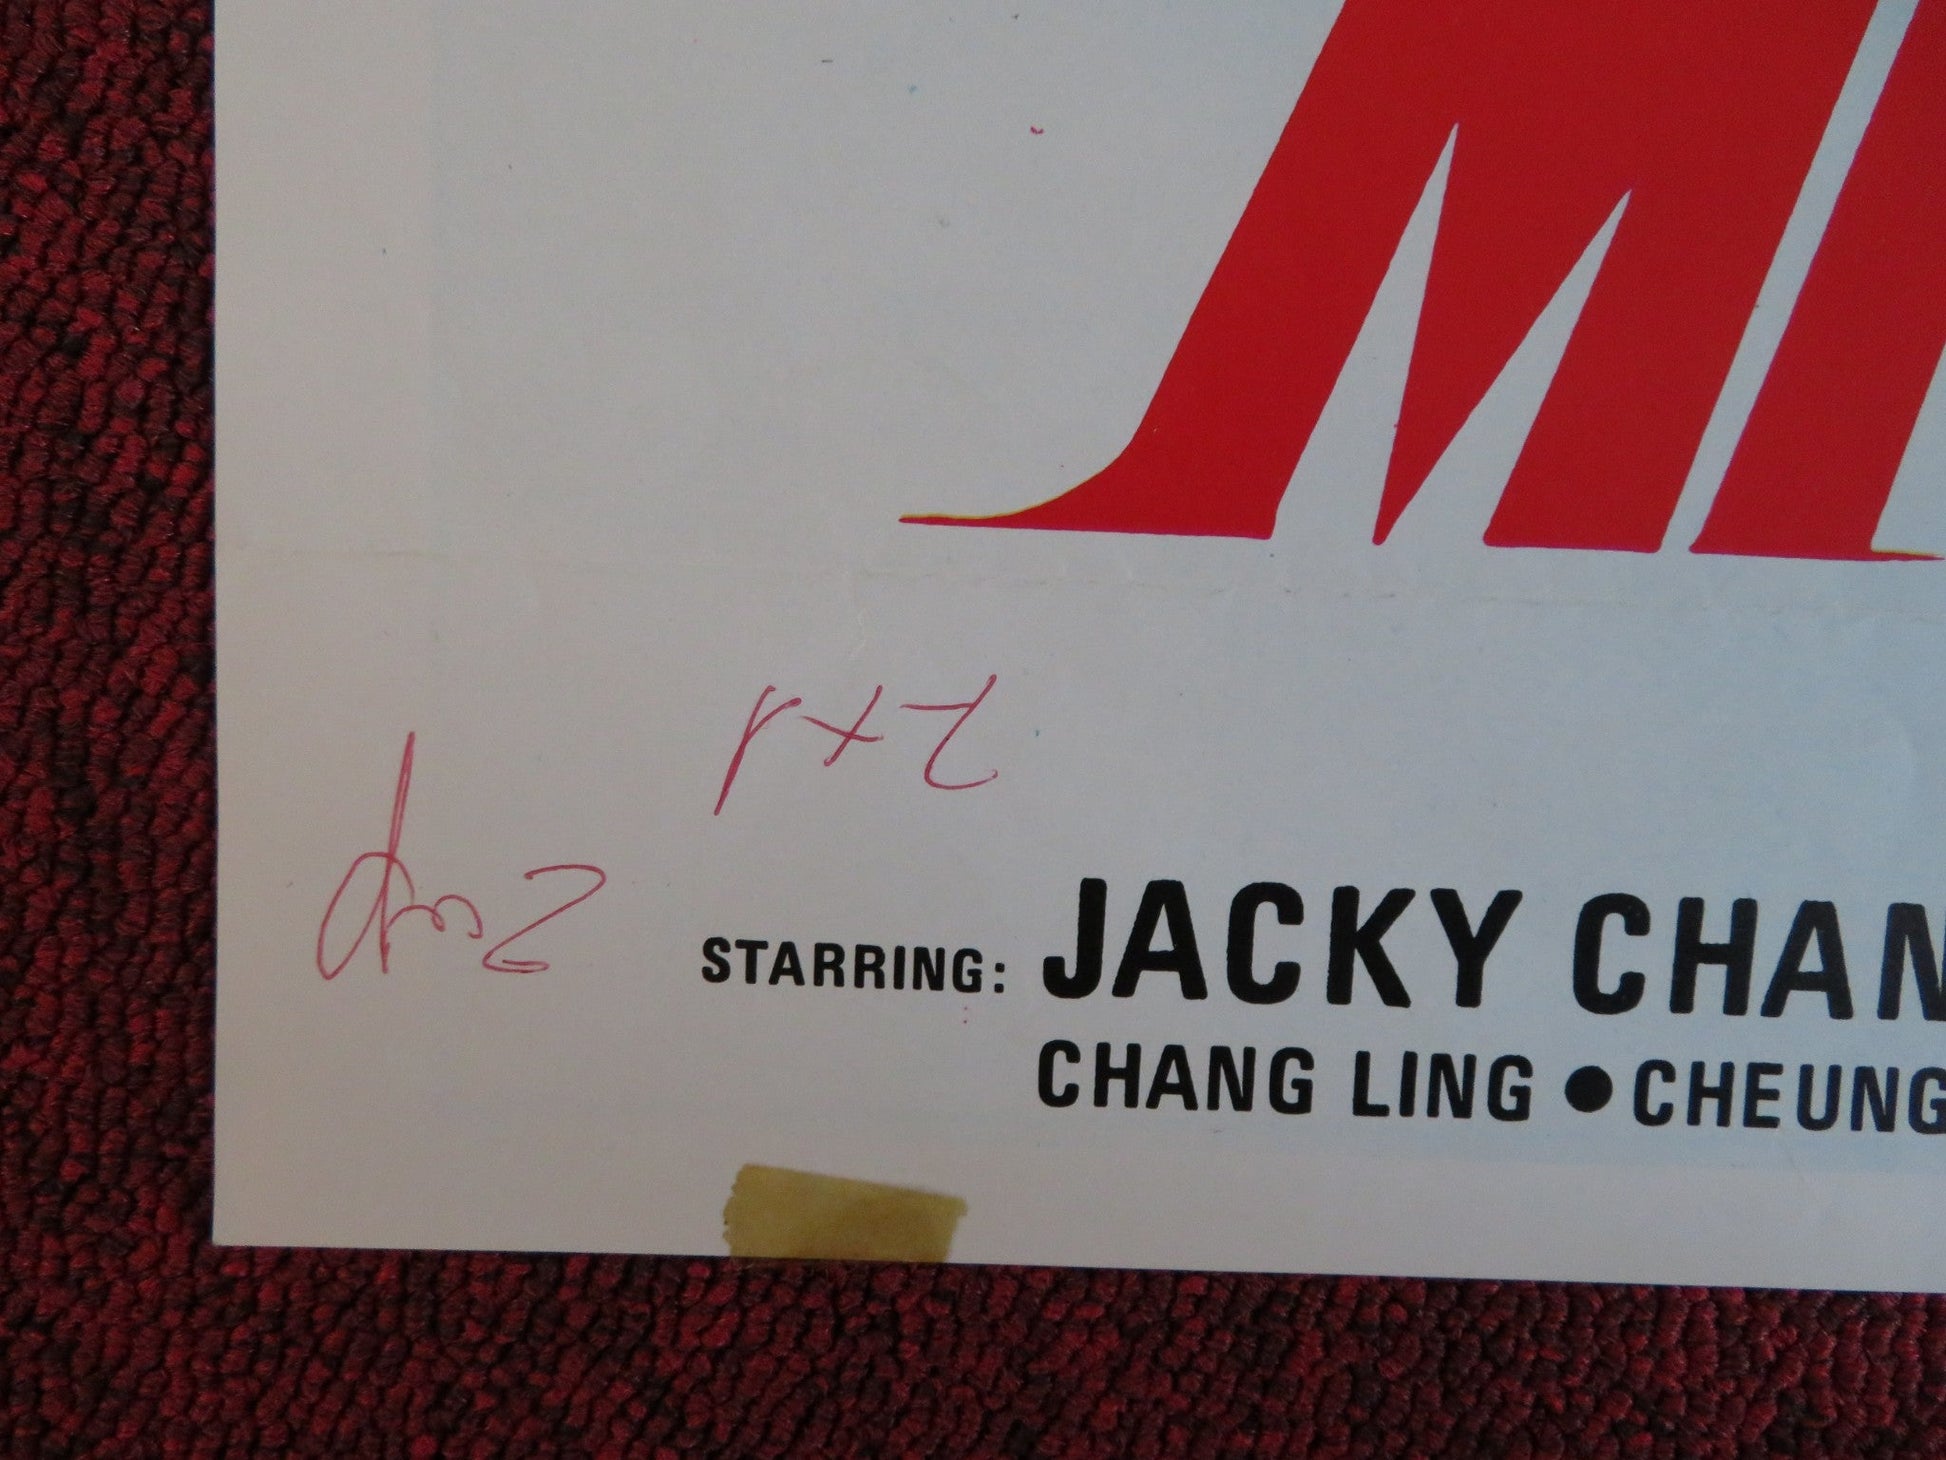 M
STARRING: JACKY CHAN
CHANG LING • CHEUNG